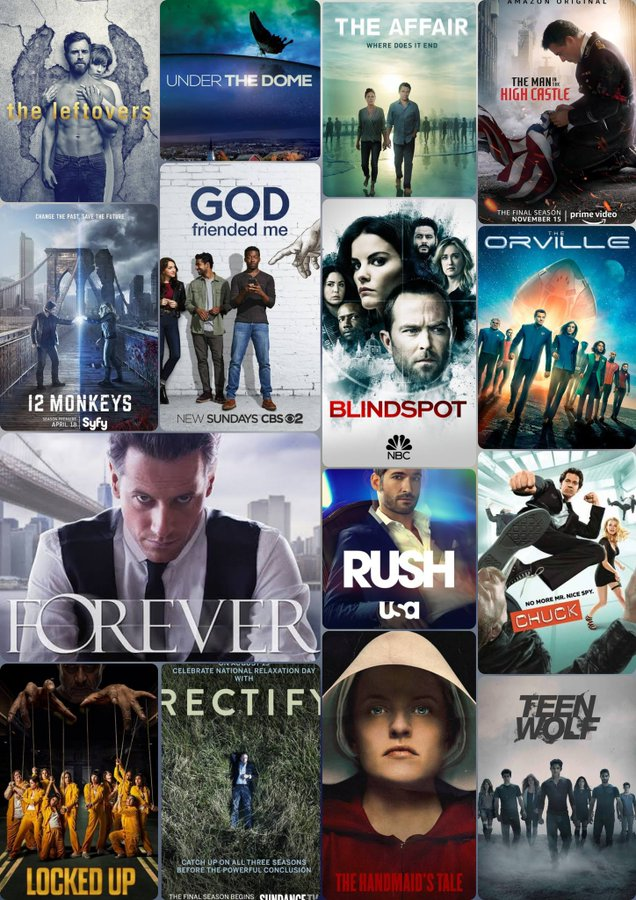 the leftovers
UNDER THE DOME
THE AFFAIR
WHERE DOES IT END
AMAZON ORIGINAL
THE MAN IN THE
HIGH CASTLE
THE FINAL SEASON
NOVEMBER 15
prime video
CHANGE THE PAST. SAVE THE FUTURE.
12 MONKEYS
SEASON PREMIERE
APRIL 18
Syfy
GOD
friended me
NEW SUNDAYS CBS 2
BLINDSPOT
NBC
THE
ORVILLE
FOREVER
RUSH
usa
NO MORE MR. NICE SPY.
CHUCK
LOCKED UP
ON AUGUST 15
CELEBRATE NATIONAL RELAXATION DAY
WITH
RECTIFY
CATCH UP ON ALL THREE SEASONS
BEFORE THE POWERFUL CONCLUSION
THE FINAL SEASON BEGINS
SUNDANCETV
THE HANDMAID'S TALE
TEEN
WOLF